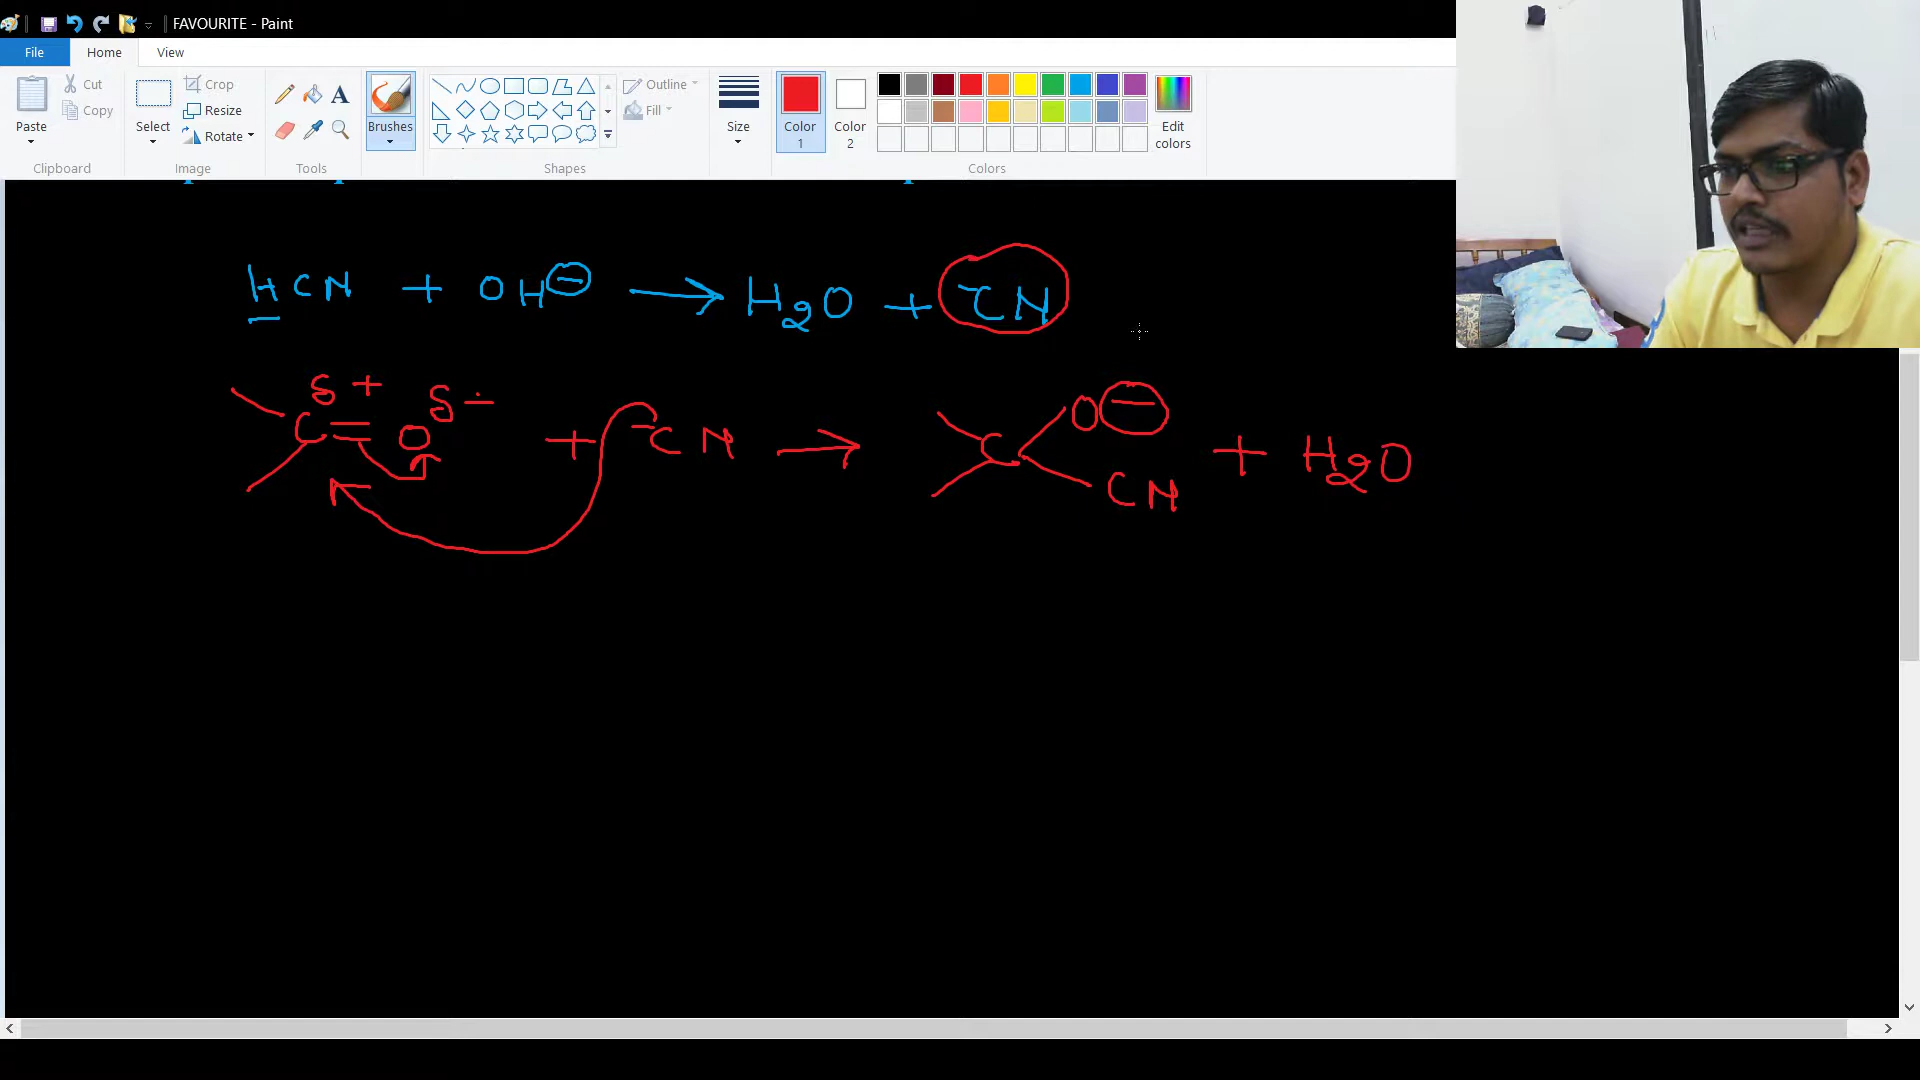 FAVOURITE - Paint
File Home View
Cut Crop Outline
Copy Resize Fill
Paste Select Rotate Brushes Size Color 1 Color 2 Edit colors
Clipboard Image Tools Shapes Colors
HCN + OH⊖ → H2O + ⁻CN
δ+ δ-
C=O + ⁻CN → C O⊖ + H2O
CN